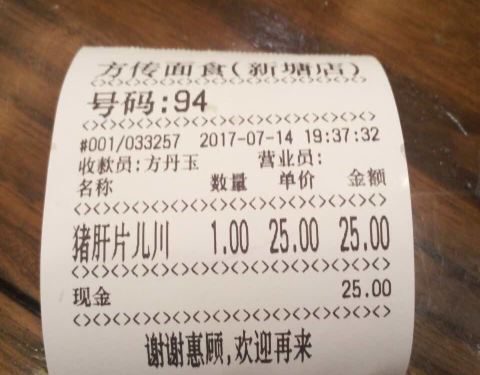 方传面食(新塘店)
号码:94
#001/033257 2017-07-14 19:37:32
收款员:方丹玉 营业员:
名称 数量 单价 金额
猪肝片儿川 1.00 25.00 25.00
现金 25.00
谢谢惠顾,欢迎再来